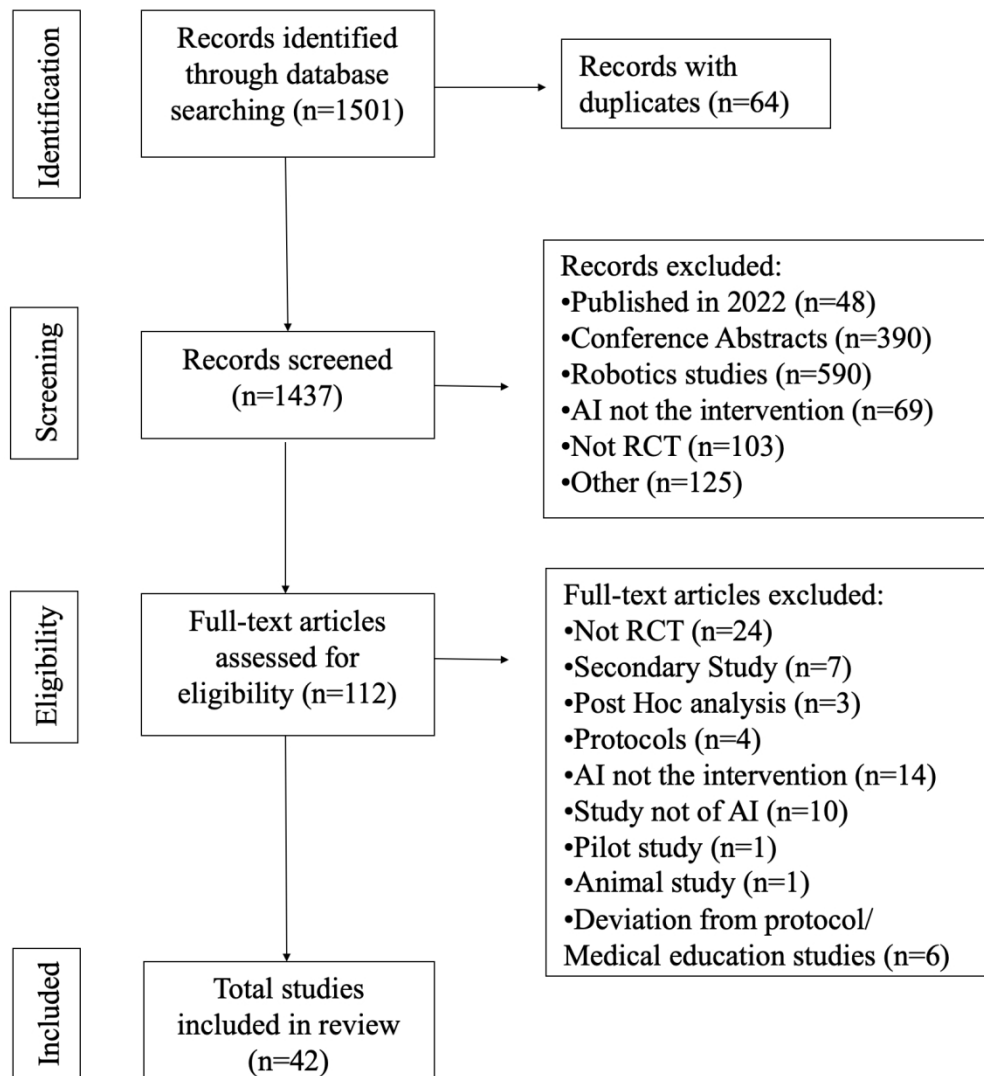 Identification
Records identified
through database
searching (n=1501)
Records with
duplicates (n=64)
Screening
Records screened
(n=1437)
Records excluded:
•Published in 2022 (n=48)
•Conference Abstracts (n=390)
•Robotics studies (n=590)
•AI not the intervention (n=69)
•Not RCT (n=103)
•Other (n=125)
Eligibility
Full-text articles
assessed for
eligibility (n=112)
Full-text articles excluded:
•Not RCT (n=24)
•Secondary Study (n=7)
•Post Hoc analysis (n=3)
•Protocols (n=4)
•AI not the intervention (n=14)
•Study not of AI (n=10)
•Pilot study (n=1)
•Animal study (n=1)
•Deviation from protocol/
Medical education studies (n=6)
Included
Total studies
included in review
(n=42)